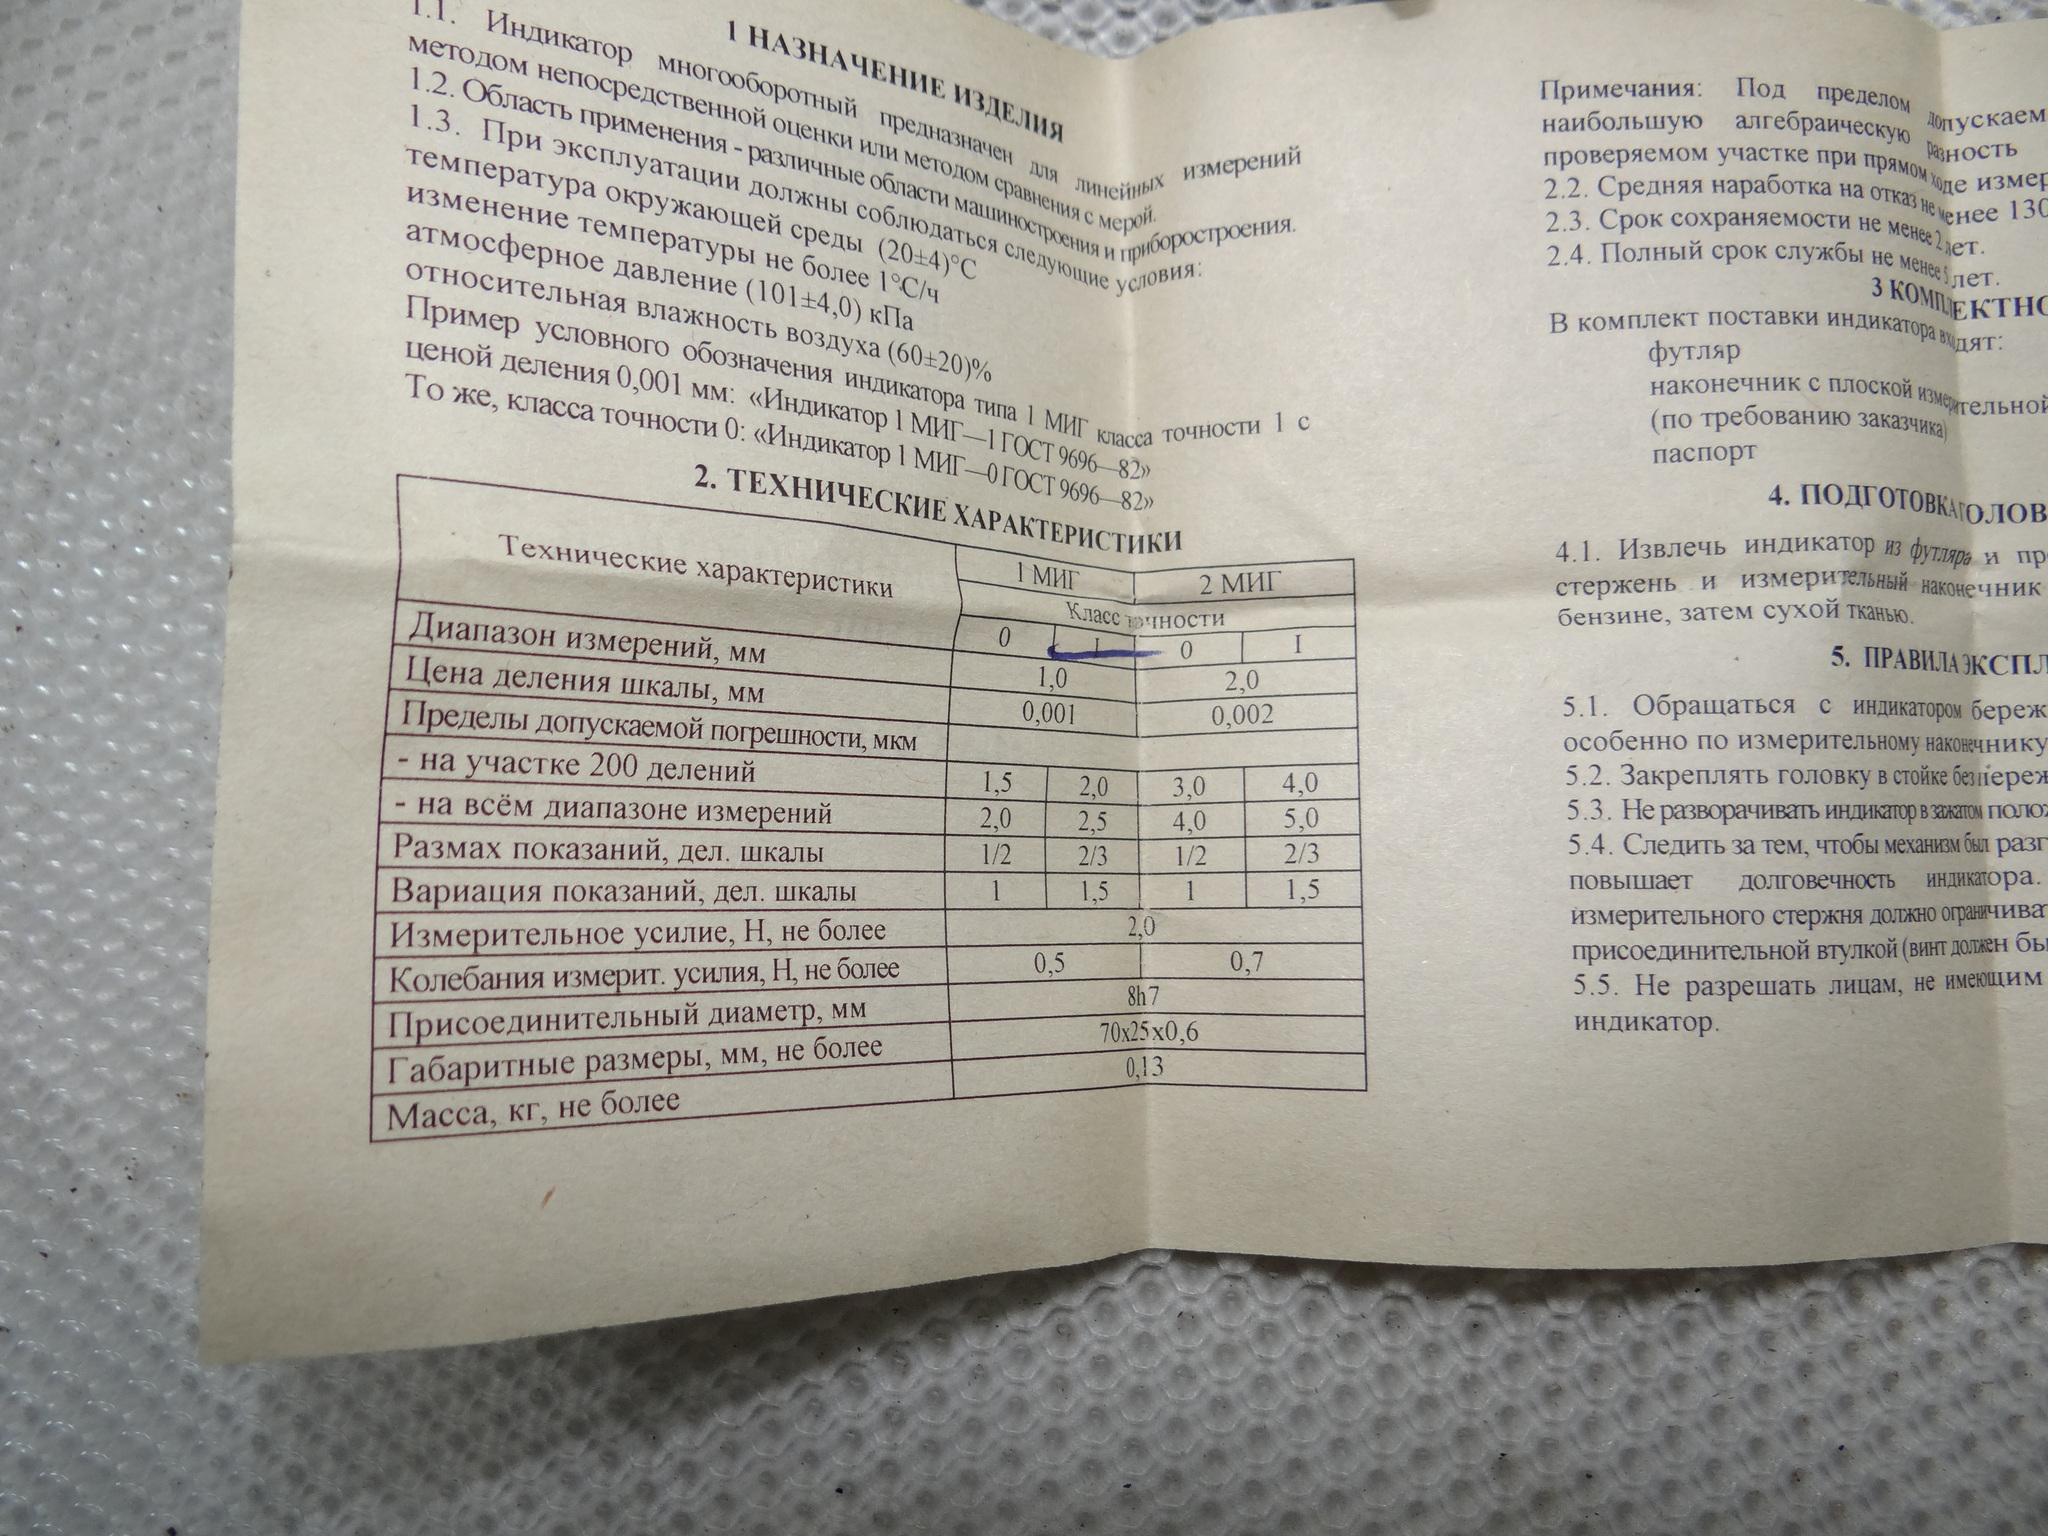 1 НАЗНАЧЕНИЕ ИЗДЕЛИЯ
1.1. Индикатор многооборотный предназначен для линейных измерений
методом непосредственной оценки или методом сравнения с мерой.
1.2. Область применения - различные области машиностроения и приборостроения.
1.3. При эксплуатации должны соблюдаться следующие условия:
температура окружающей среды (20±4)°С
изменение температуры не более 1°С/ч
атмосферное давление (101±4,0) кПа
относительная влажность воздуха (60±20)%
Пример условного обозначения индикатора типа 1 МИГ класса точности 1 с
ценой деления 0,001 мм: «Индикатор 1 МИГ—1 ГОСТ 9696—82»
То же, класса точности 0: «Индикатор 1 МИГ—0 ГОСТ 9696—82»
2. ТЕХНИЧЕСКИЕ ХАРАКТЕРИСТИКИ
Технические характеристики 1 МИГ 2 МИГ
Класс точности
0 I 0 I
Диапазон измерений, мм 1,0 2,0
Цена деления шкалы, мм 0,001 0,002
Пределы допускаемой погрешности, мкм
- на участке 200 делений 1,5 2,0 3,0 4,0
- на всём диапазоне измерений 2,0 2,5 4,0 5,0
Размах показаний, дел. шкалы 1/2 2/3 1/2 2/3
Вариация показаний, дел. шкалы 1 1,5 1 1,5
Измерительное усилие, Н, не более 2,0
Колебания измерит. усилия, Н, не более 0,5 0,7
Присоединительный диаметр, мм 8h7
Габаритные размеры, мм, не более 70x25x0,6
Масса, кг, не более 0,13
Примечания: Под пределом допускаем
наибольшую алгебраическую разность
проверяемом участке при прямом ходе измер
2.2. Средняя наработка на отказ не менее 130
2.3. Срок сохраняемости не менее 2 лет.
2.4. Полный срок службы не менее 5 лет.
3 КОМПЛЕКТНО
В комплект поставки индикатора входят:
футляр
наконечник с плоской измерительной
(по требованию заказчика)
паспорт
4. ПОДГОТОВКА ГОЛОВ
4.1. Извлечь индикатор из футляра и пр
стержень и измерительный наконечник
бензине, затем сухой тканью.
5. ПРАВИЛА ЭКСПЛ
5.1. Обращаться с индикатором береж
особенно по измерительному наконечнику
5.2. Закреплять головку в стойке без переж
5.3. Не разворачивать индикатор в зажатом полож
5.4. Следить за тем, чтобы механизм был разг
повышает долговечность индикатора.
измерительного стержня должно ограничиват
присоединительной втулкой (винт должен бы
5.5. Не разрешать лицам, не имеющим
индикатор.